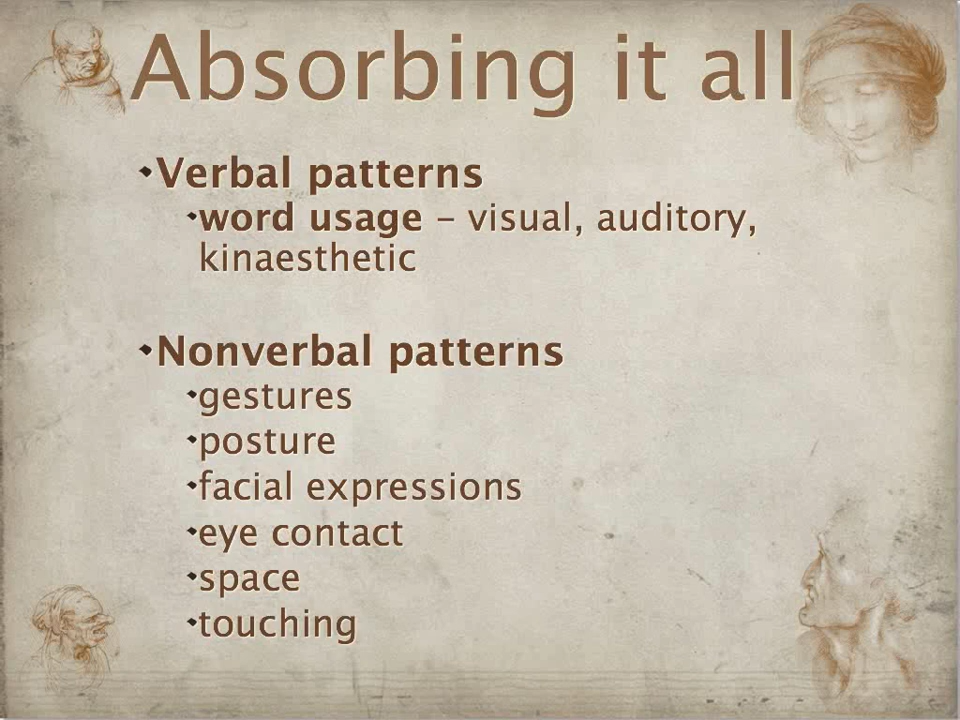 Absorbing it all
Verbal patterns
word usage – visual, auditory,
kinaesthetic
Nonverbal patterns
gestures
posture
facial expressions
eye contact
space
touching